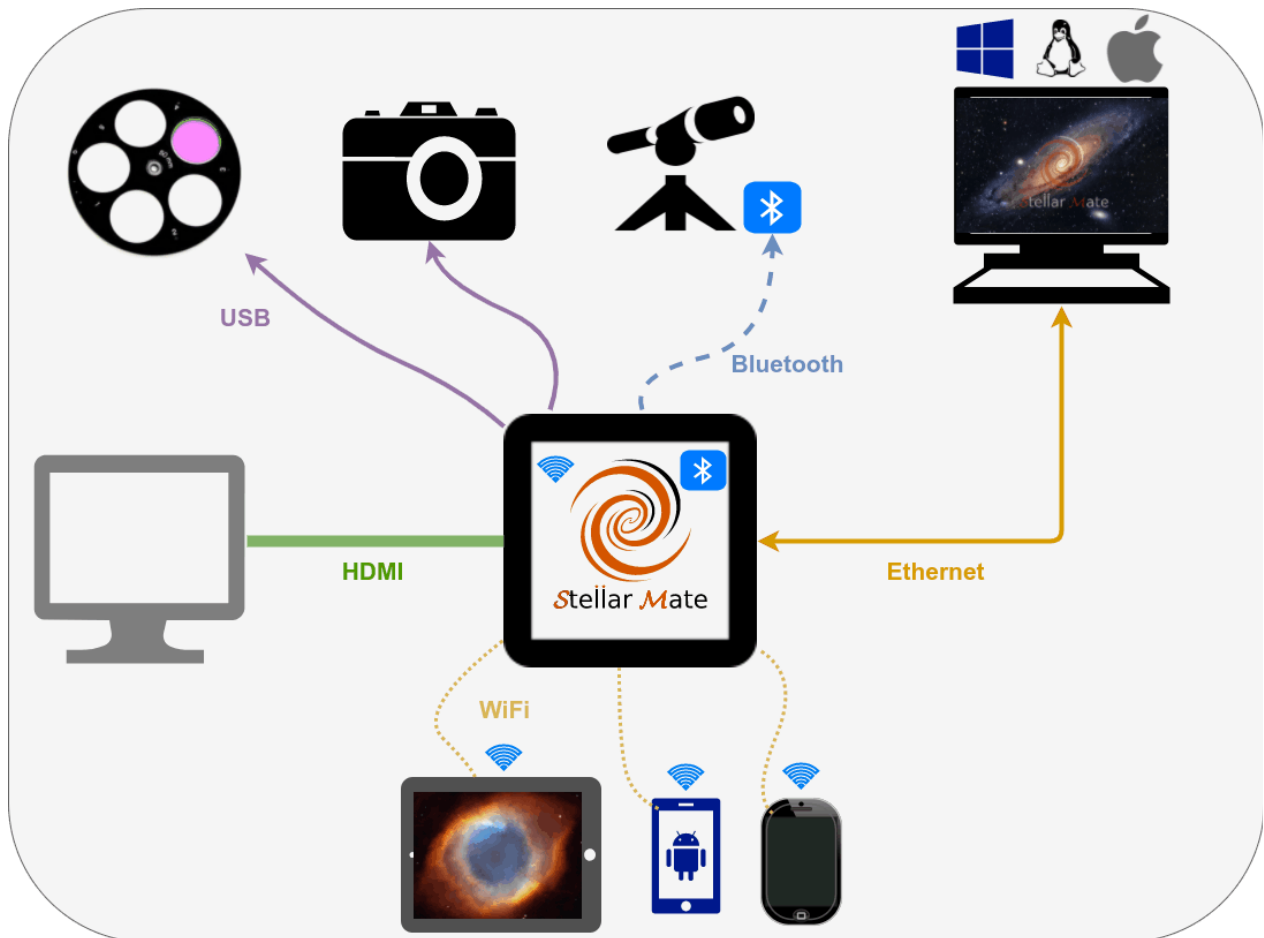 Stellar Mate
USB
Bluetooth
HDMI
Stellar Mate
Ethernet
WiFi